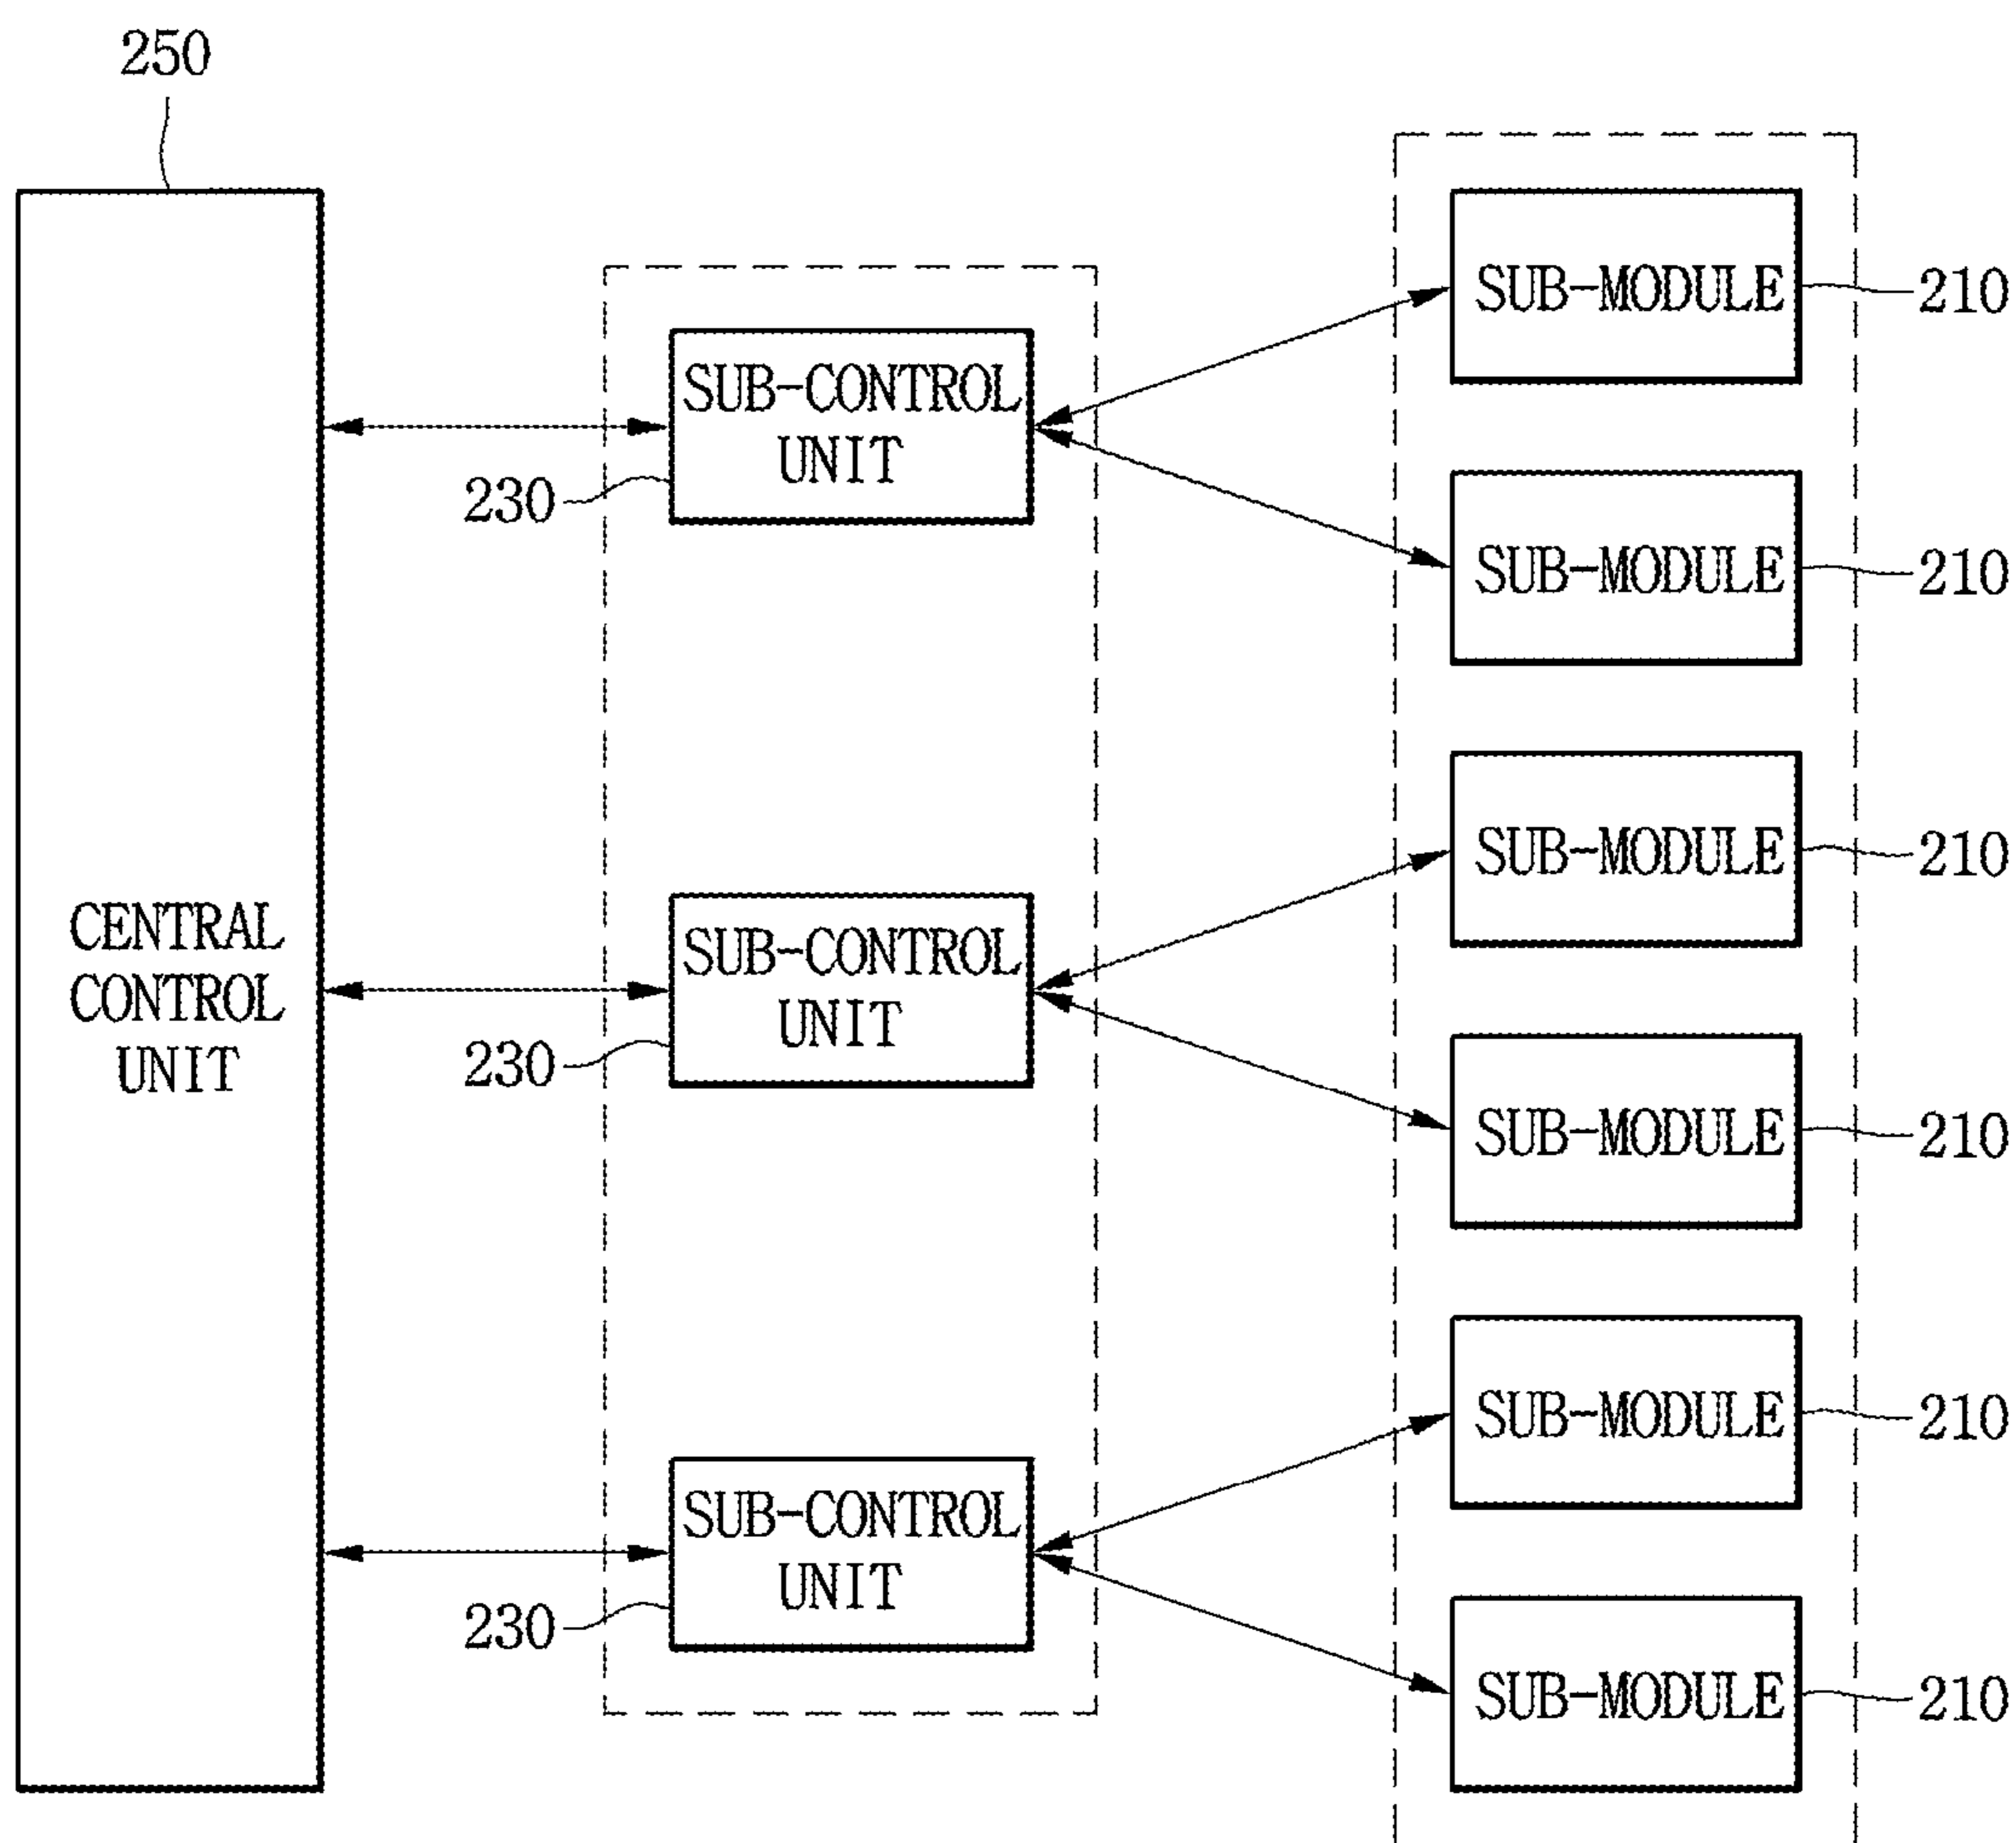 250
SUB-MODULE
210
SUB-CONTROL
UNIT
230
SUB-MODULE
210
SUB-MODULE
210
CENTRAL
CONTROL
UNIT
SUB-CONTROL
UNIT
230
SUB-MODULE
210
SUB-MODULE
210
SUB-CONTROL
UNIT
230
SUB-MODULE
210